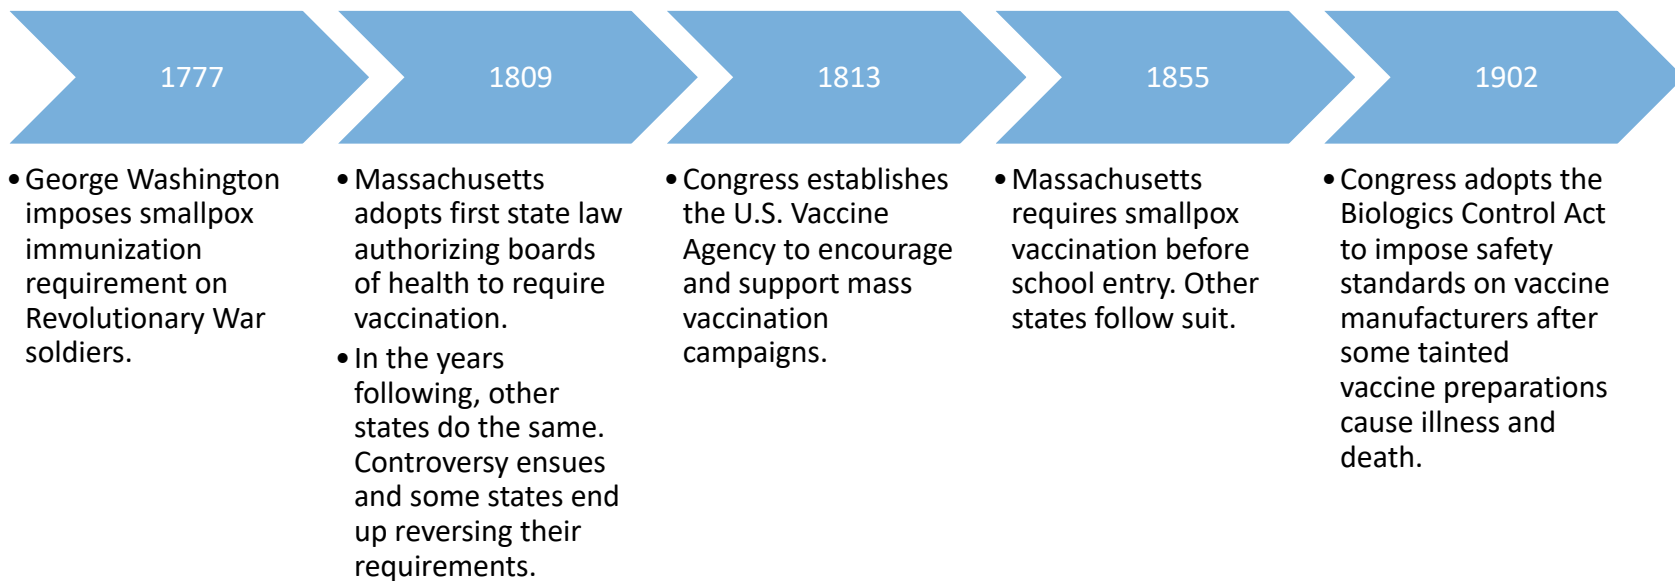 1777
• George Washington
imposes smallpox
immunization
requirement on
Revolutionary War
soldiers.
1809
• Massachusetts
adopts first state law
authorizing boards
of health to require
vaccination.
• In the years
following, other
states do the same.
Controversy ensues
and some states end
up reversing their
requirements.
1813
• Congress establishes
the U.S. Vaccine
Agency to encourage
and support mass
vaccination
campaigns.
1855
• Massachusetts
requires smallpox
vaccination before
school entry. Other
states follow suit.
1902
• Congress adopts the
Biologics Control Act
to impose safety
standards on vaccine
manufacturers after
some tainted
vaccine preparations
cause illness and
death.